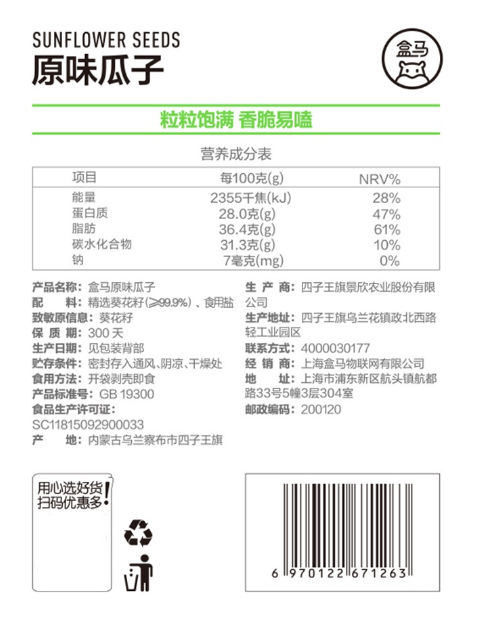 SUNFLOWER SEEDS
原味瓜子
盒马
粒粒饱满 香脆易嗑
营养成分表
项目 每100克(g) NRV%
能量 2355千焦(kJ) 28%
蛋白质 28.0克(g) 47%
脂肪 36.4克(g) 61%
碳水化合物 31.3克(g) 10%
钠 7毫克(mg) 0%
产品名称：盒马原味瓜子
配 料：精选葵花籽(≥99.9%)、食用盐
致敏原信息：葵花籽
保 质 期：300 天
生产日期：见包装背部
贮存条件：密封存入通风、阴凉、干燥处
食用方法：开袋剥壳即食
产品标准号：GB 19300
食品生产许可证：
SC11815092900033
产 地：内蒙古乌兰察布市四子王旗
生 产 商：四子王旗景欣农业股份有限
公司
生产地址：四子王旗乌兰花镇政北西路
轻工业园区
联系方式：4000030177
经 销 商：上海盒马物联网有限公司
地 址：上海市浦东新区航头镇航都
路33号5幢3层304室
邮政编码：200120
用心选好货!
扫码优惠多
6 970122 671263